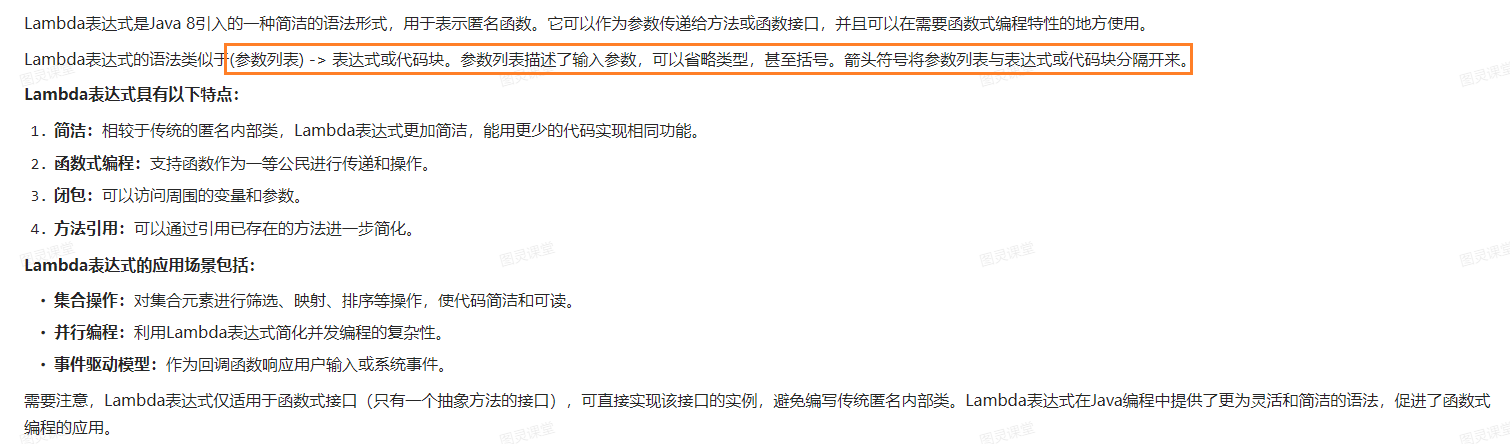 Lambda表达式是Java 8引入的一种简洁的语法形式，用于表示匿名函数。它可以作为参数传递给方法或函数接口，并且可以在需要函数式编程特性的地方使用。
Lambda表达式的语法类似于(参数列表) -> 表达式或代码块。参数列表描述了输入参数，可以省略类型，甚至括号。箭头符号将参数列表与表达式或代码块分隔开来。
Lambda表达式具有以下特点：
1. 简洁：相较于传统的匿名内部类，Lambda表达式更加简洁，能用更少的代码实现相同功能。
2. 函数式编程：支持函数作为一等公民进行传递和操作。
3. 闭包：可以访问周围的变量和参数。
4. 方法引用：可以通过引用已存在的方法进一步简化。
Lambda表达式的应用场景包括：
• 集合操作：对集合元素进行筛选、映射、排序等操作，使代码简洁和可读。
• 并行编程：利用Lambda表达式简化并发编程的复杂性。
• 事件驱动模型：作为回调函数响应用户输入或系统事件。
需要注意，Lambda表达式仅适用于函数式接口（只有一个抽象方法的接口），可直接实现该接口的实例，避免编写传统匿名内部类。Lambda表达式在Java编程中提供了更为灵活和简洁的语法，促进了函数式
编程的应用。
图灵课堂
图灵课堂
图灵课堂
图灵课堂
图灵课堂
图灵课堂
图灵课堂
图灵课堂
图灵课堂
图灵课堂
图灵课堂
图灵课堂